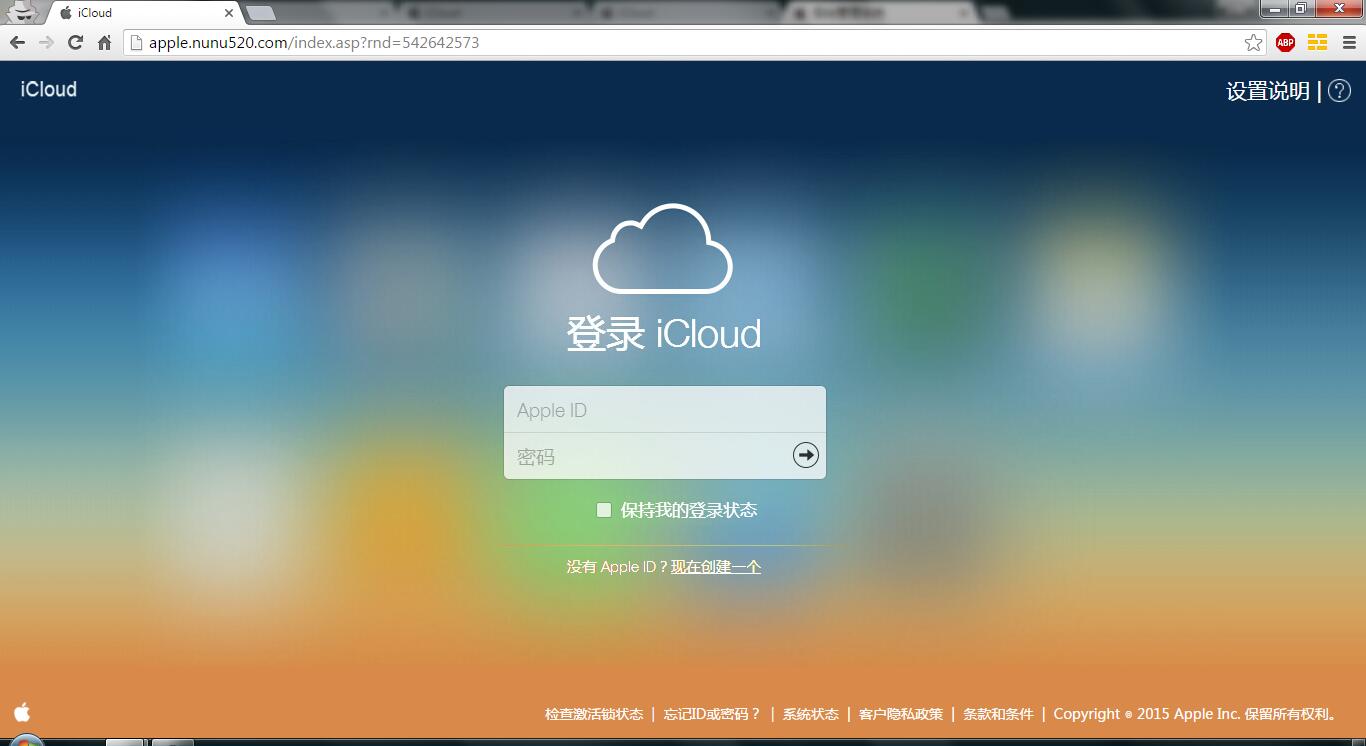 iCloud
apple.nunu520.com/index.asp?rnd=542642573
ABP
iCloud
设置说明 | ?
登录 iCloud
Apple ID
密码
保持我的登录状态
没有 Apple ID？现在创建一个
检查激活锁状态 | 忘记ID或密码？ | 系统状态 | 客户隐私政策 | 条款和条件 | Copyright © 2015 Apple Inc. 保留所有权利。